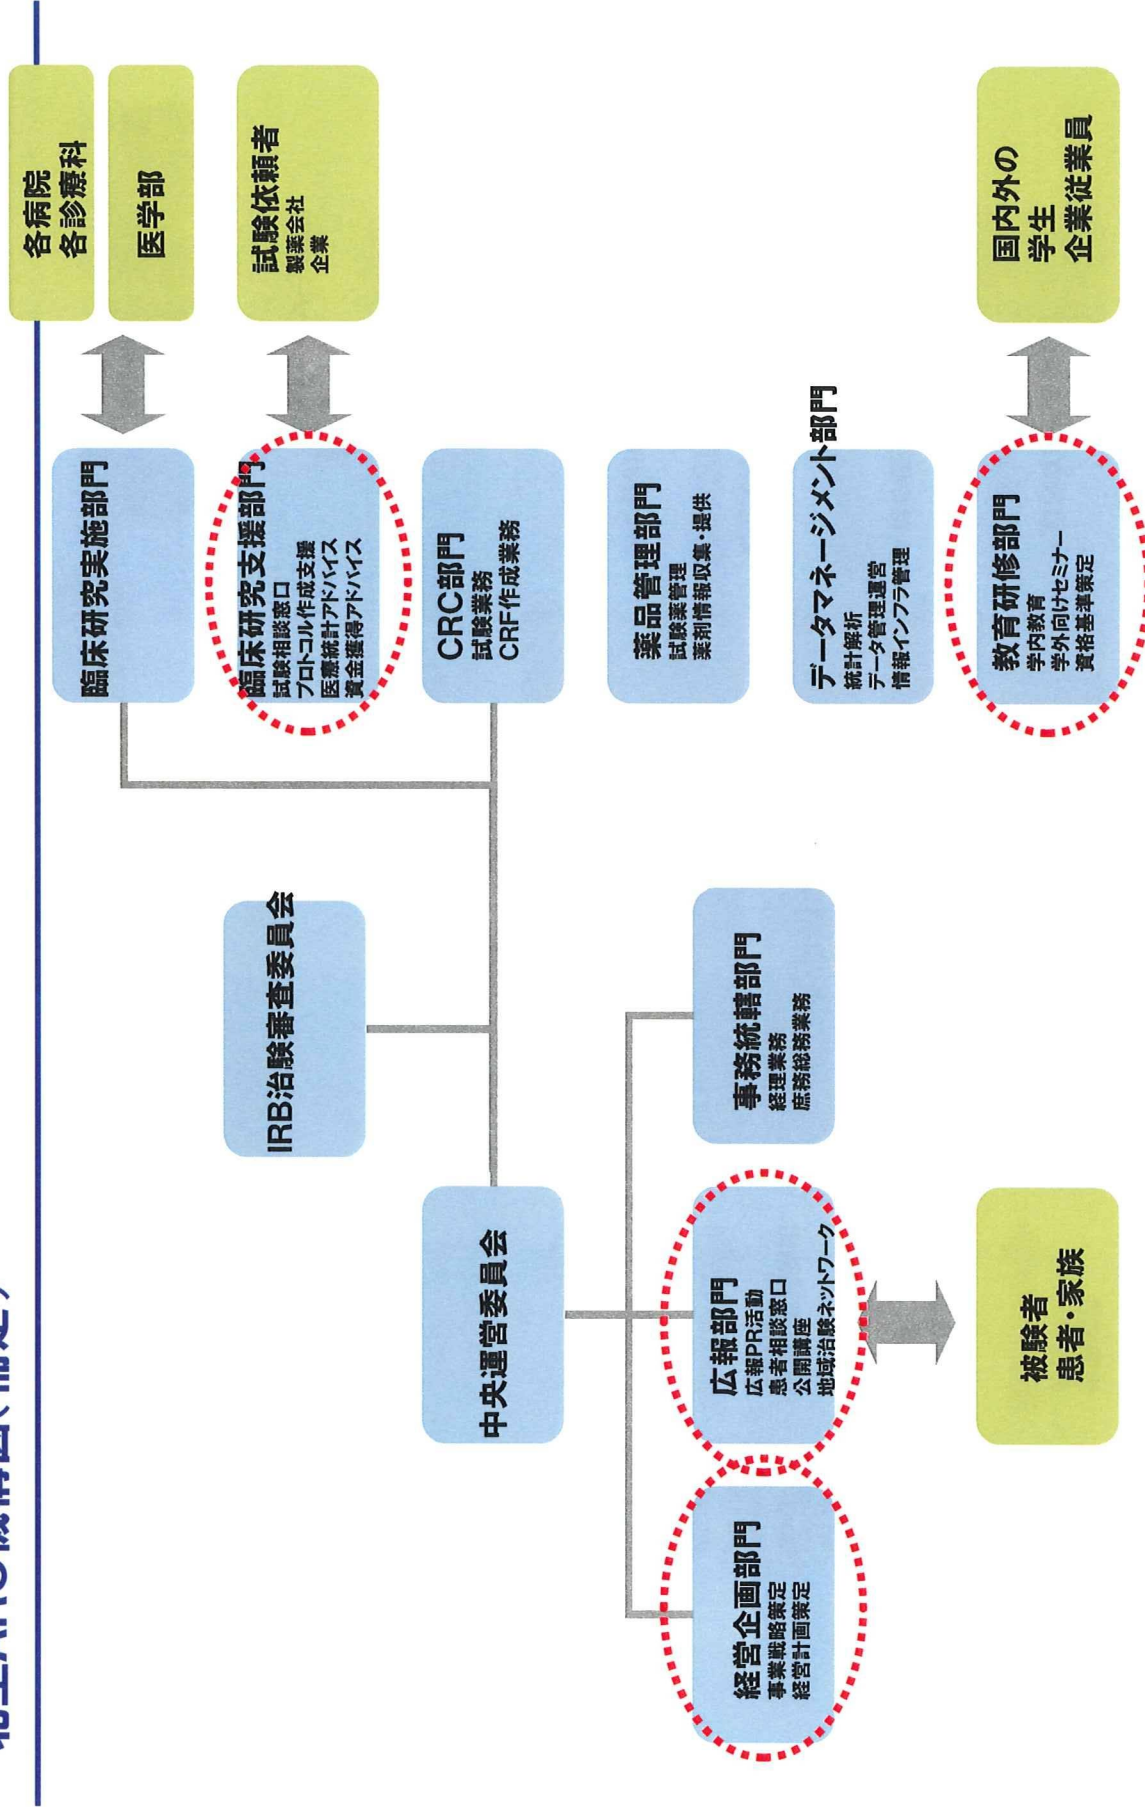 各病院
各診療科
臨床研究実施部門
医学部
IRB治験審査委員会
臨床研究支援部門
試験相談窓口
プロトコル作成支援
医療統計アドバイス
資金獲得アドバイス
試験依頼者
製薬会社
企業
中央運営委員会
CRC部門
試験業務
CRF作成業務
薬品管理部門
試験薬管理
薬剤情報収集・提供
経営企画部門
事業戦略策定
経営計画策定
広報部門
広報PR活動
患者相談窓口
公開講座
地域治験ネットワーク
事務統轄部門
経理業務
庶務総務業務
データマネージメント部門
統計解析
データ管理運営
情報インフラ管理
被験者
患者・家族
教育研修部門
学内教育
学外向けセミナー
資格基準策定
国内外の
学生
企業従業員